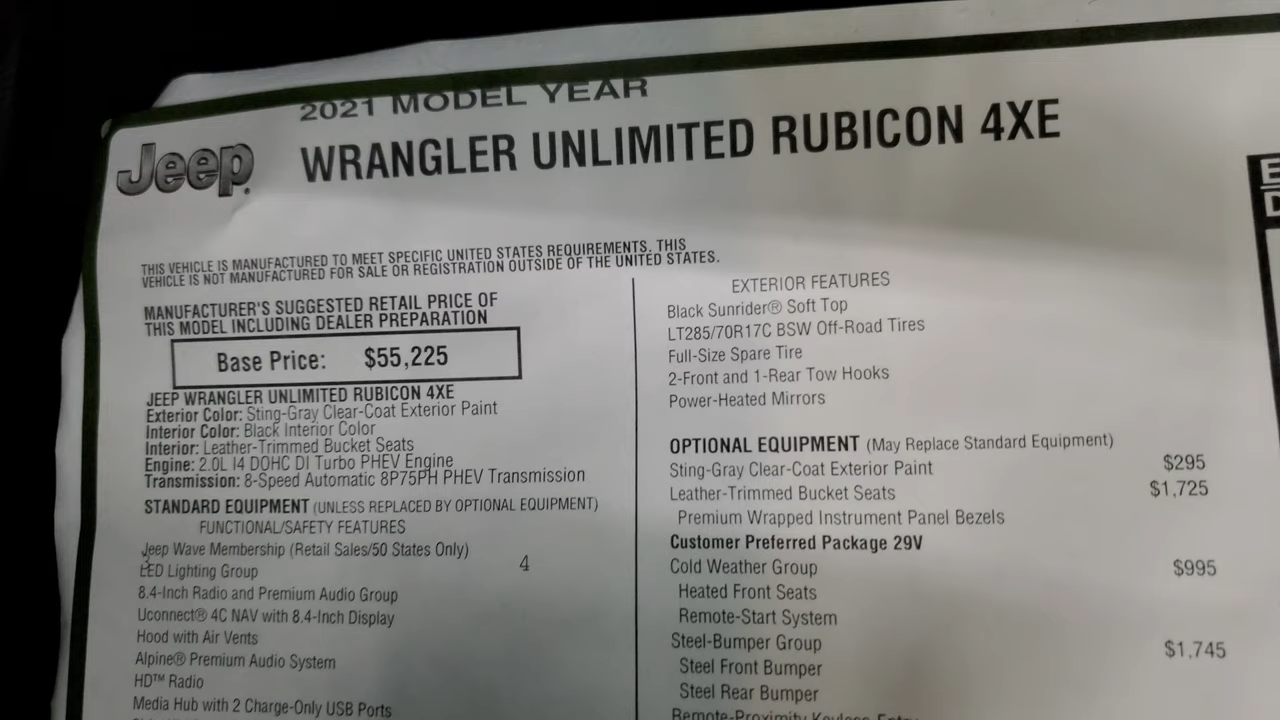 2021 MODEL YEAR
Jeep
WRANGLER UNLIMITED RUBICON 4XE
THIS VEHICLE IS MANUFACTURED TO MEET SPECIFIC UNITED STATES REQUIREMENTS. THIS
VEHICLE IS NOT MANUFACTURED FOR SALE OR REGISTRATION OUTSIDE OF THE UNITED STATES.
MANUFACTURER'S SUGGESTED RETAIL PRICE OF
THIS MODEL INCLUDING DEALER PREPARATION
Base Price: $55,225
JEEP WRANGLER UNLIMITED RUBICON 4XE
Exterior Color: Sting-Gray Clear-Coat Exterior Paint
Interior Color: Black Interior Color
Interior: Leather-Trimmed Bucket Seats
Engine: 2.0L I4 DOHC DI Turbo PHEV Engine
Transmission: 8-Speed Automatic 8P75PH PHEV Transmission
STANDARD EQUIPMENT (UNLESS REPLACED BY OPTIONAL EQUIPMENT)
FUNCTIONAL/SAFETY FEATURES
Jeep Wave Membership (Retail Sales/50 States Only)
4
LED Lighting Group
8.4-Inch Radio and Premium Audio Group
Uconnect® 4C NAV with 8.4-Inch Display
Hood with Air Vents
Alpine® Premium Audio System
HD™ Radio
Media Hub with 2 Charge-Only USB Ports
EXTERIOR FEATURES
Black Sunrider® Soft Top
LT285/70R17C BSW Off-Road Tires
Full-Size Spare Tire
2-Front and 1-Rear Tow Hooks
Power-Heated Mirrors
OPTIONAL EQUIPMENT (May Replace Standard Equipment)
Sting-Gray Clear-Coat Exterior Paint $295
Leather-Trimmed Bucket Seats $1,725
Premium Wrapped Instrument Panel Bezels
Customer Preferred Package 29V
Cold Weather Group $995
Heated Front Seats
Remote-Start System
Steel-Bumper Group $1,745
Steel Front Bumper
Steel Rear Bumper
Remote-Proximity Keyless Entry